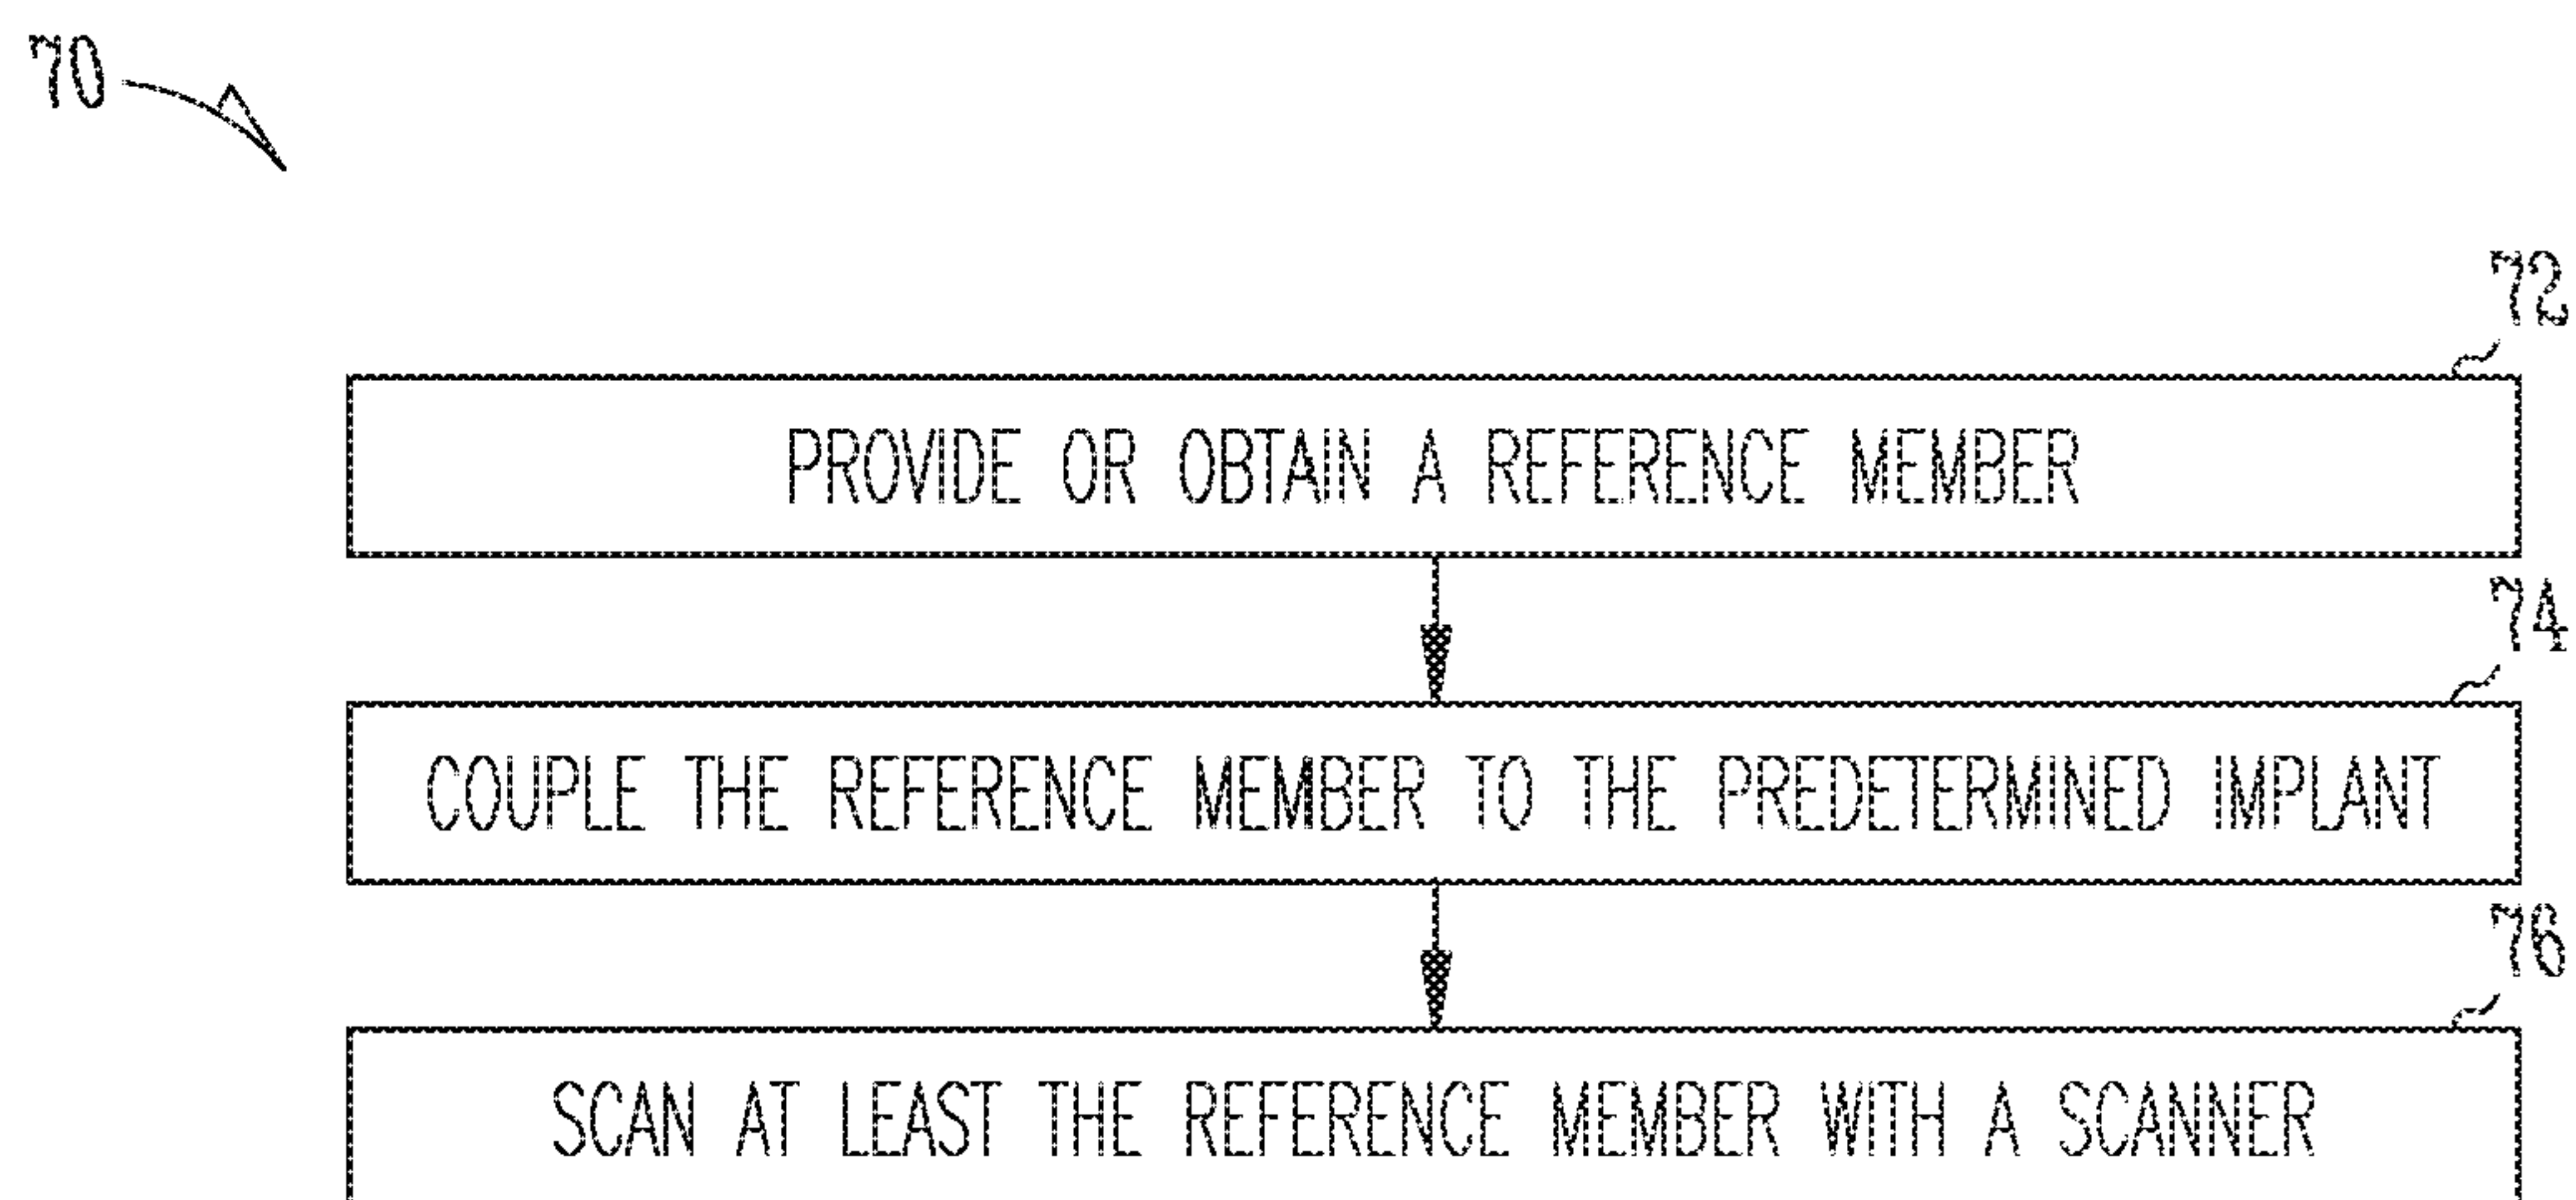 70
72
PROVIDE OR OBTAIN A REFERENCE MEMBER
74
COUPLE THE REFERENCE MEMBER TO THE PREDETERMINED IMPLANT
76
SCAN AT LEAST THE REFERENCE MEMBER WITH A SCANNER